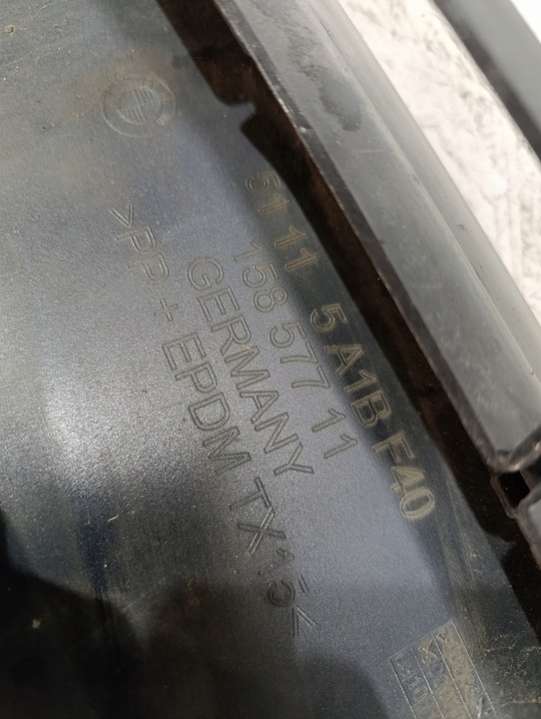 51 11 5A1B F40
158 577 11
GERMANY
>PP + EPDM TX15<